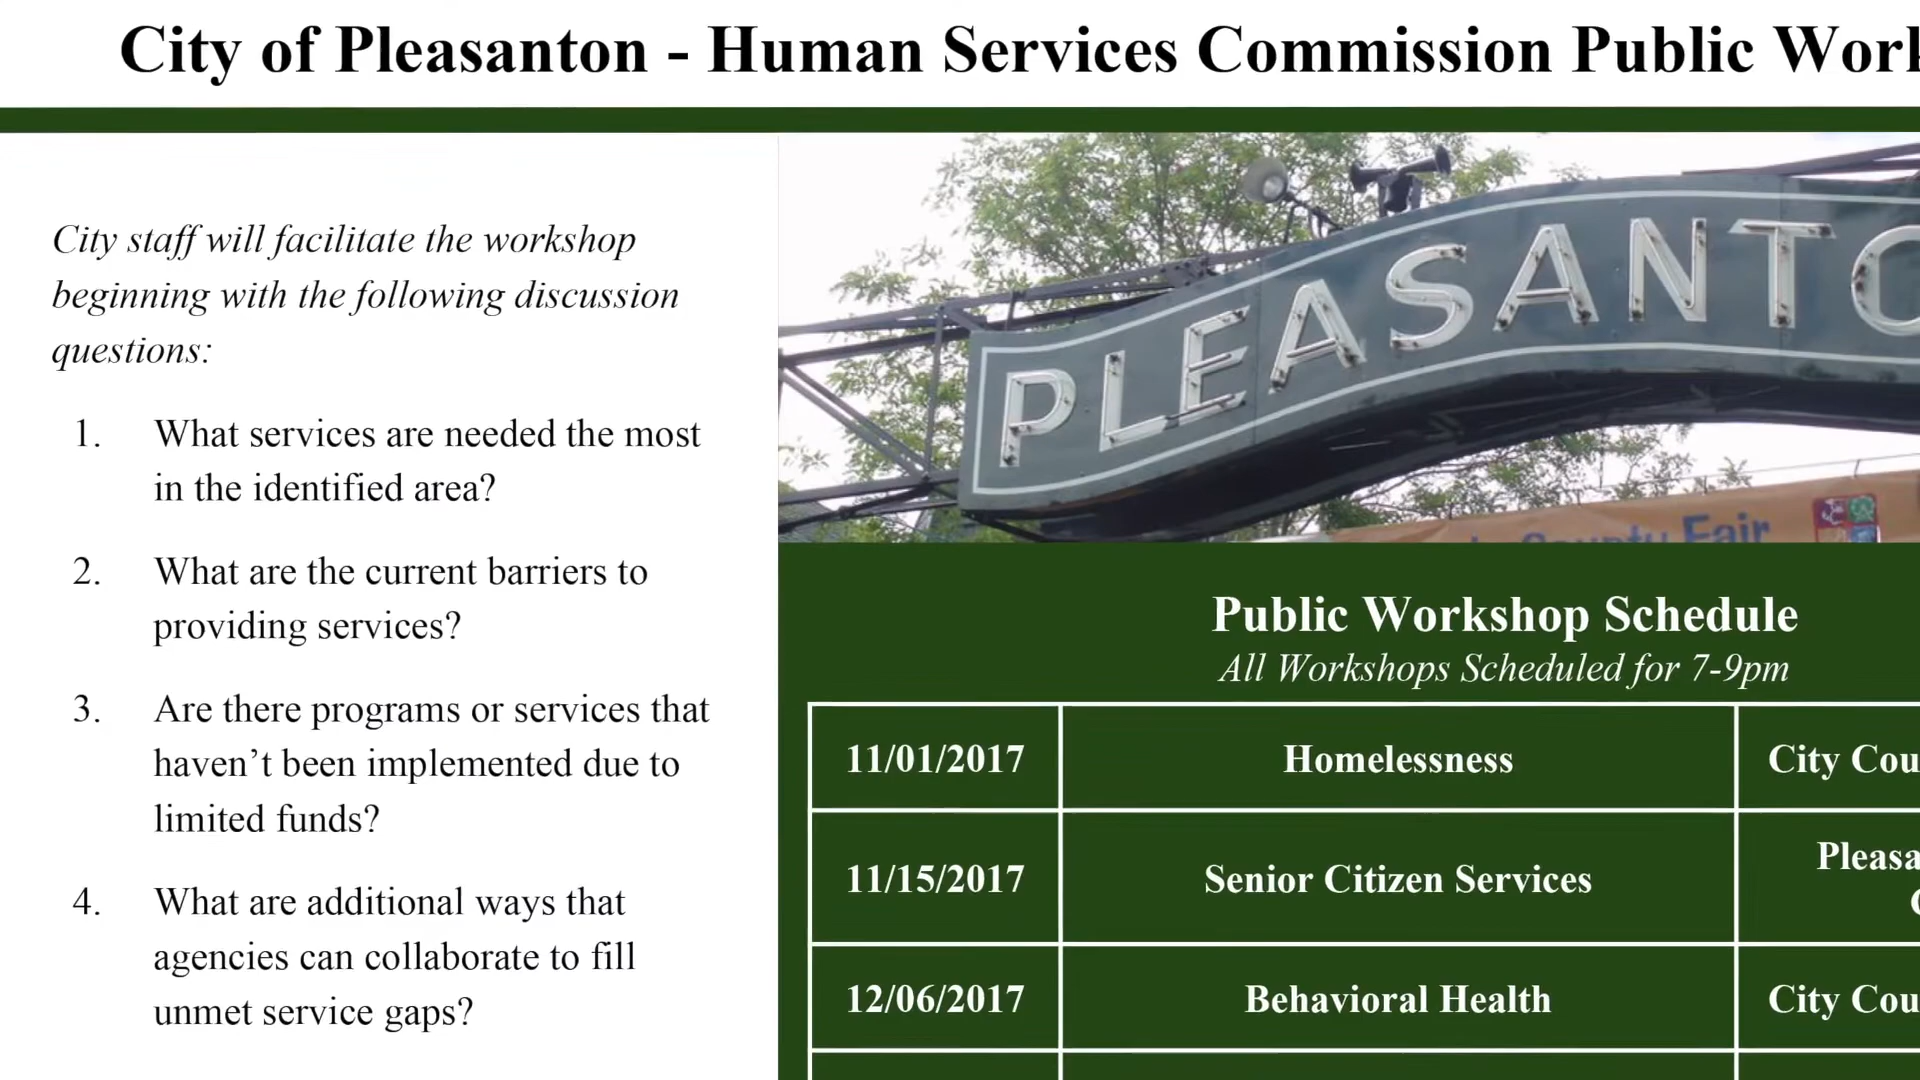 City of Pleasanton - Human Services Commission Public
City staff will facilitate the workshop
beginning with the following discussion
questions:
1. What services are needed the most
in the identified area?
2. What are the current barriers to
providing services?
3. Are there programs or services that
haven’t been implemented due to
limited funds?
4. What are additional ways that
agencies can collaborate to fill
unmet service gaps?
PLEASANTO
County Fair
Public Workshop Schedule
All Workshops Scheduled for 7-9pm
11/01/2017 Homelessness City Cou
11/15/2017 Senior Citizen Services Pleasa
12/06/2017 Behavioral Health City Cou